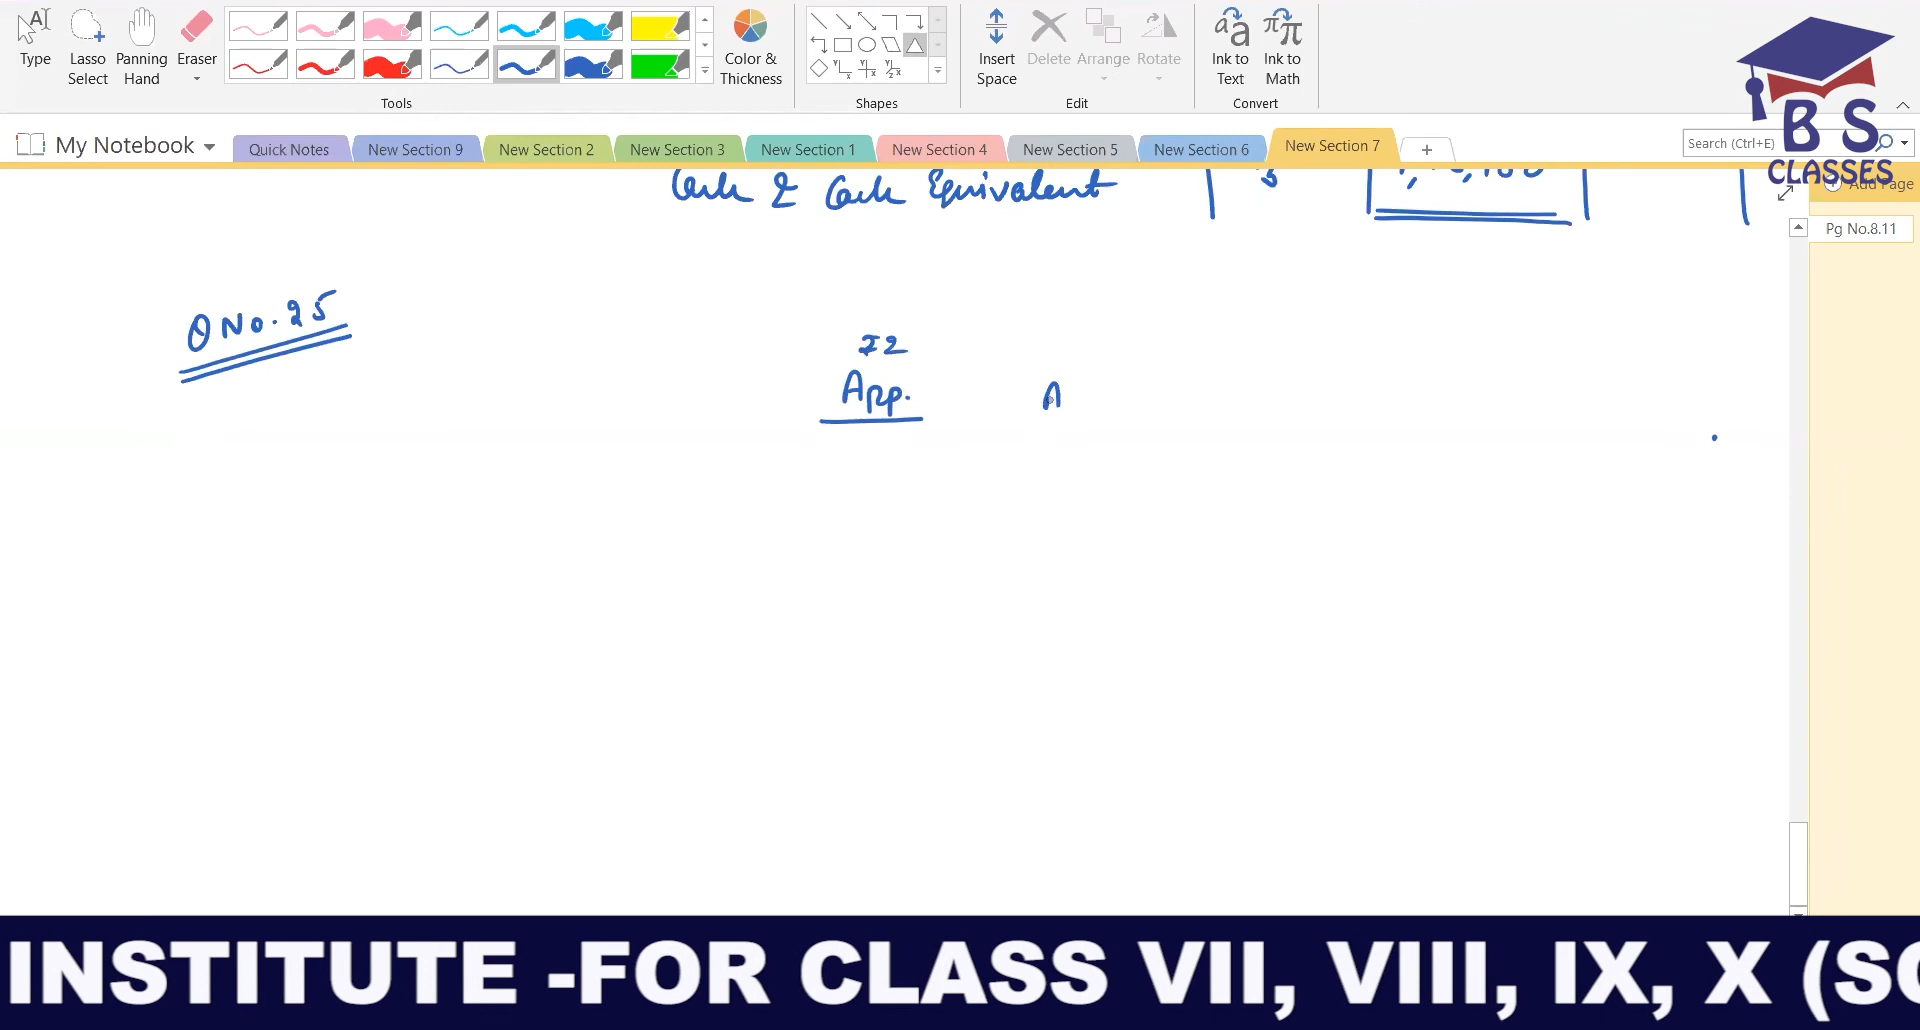 Type
Lasso Select
Panning Hand
Eraser
Color & Thickness
Insert Space
Delete
Arrange
Rotate
Ink to Text
Ink to Math
Tools
Shapes
Edit
Convert
My Notebook
Quick Notes
New Section 9
New Section 2
New Section 3
New Section 1
New Section 4
New Section 5
New Section 6
New Section 7
Search (Ctrl+E)
B S
CLASSES
Add Page
Pg No.8.11
Cash & Cash Equivalent
Q No. 25
App.
A
INSTITUTE -FOR CLASS VII, VIII, IX, X (SC